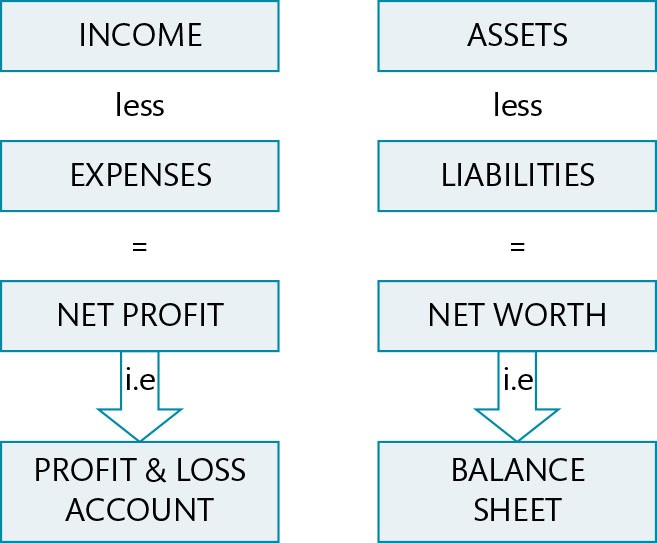 INCOME
less
EXPENSES
=
NET PROFIT
i.e
PROFIT & LOSS
ACCOUNT
ASSETS
less
LIABILITIES
=
NET WORTH
i.e
BALANCE
SHEET